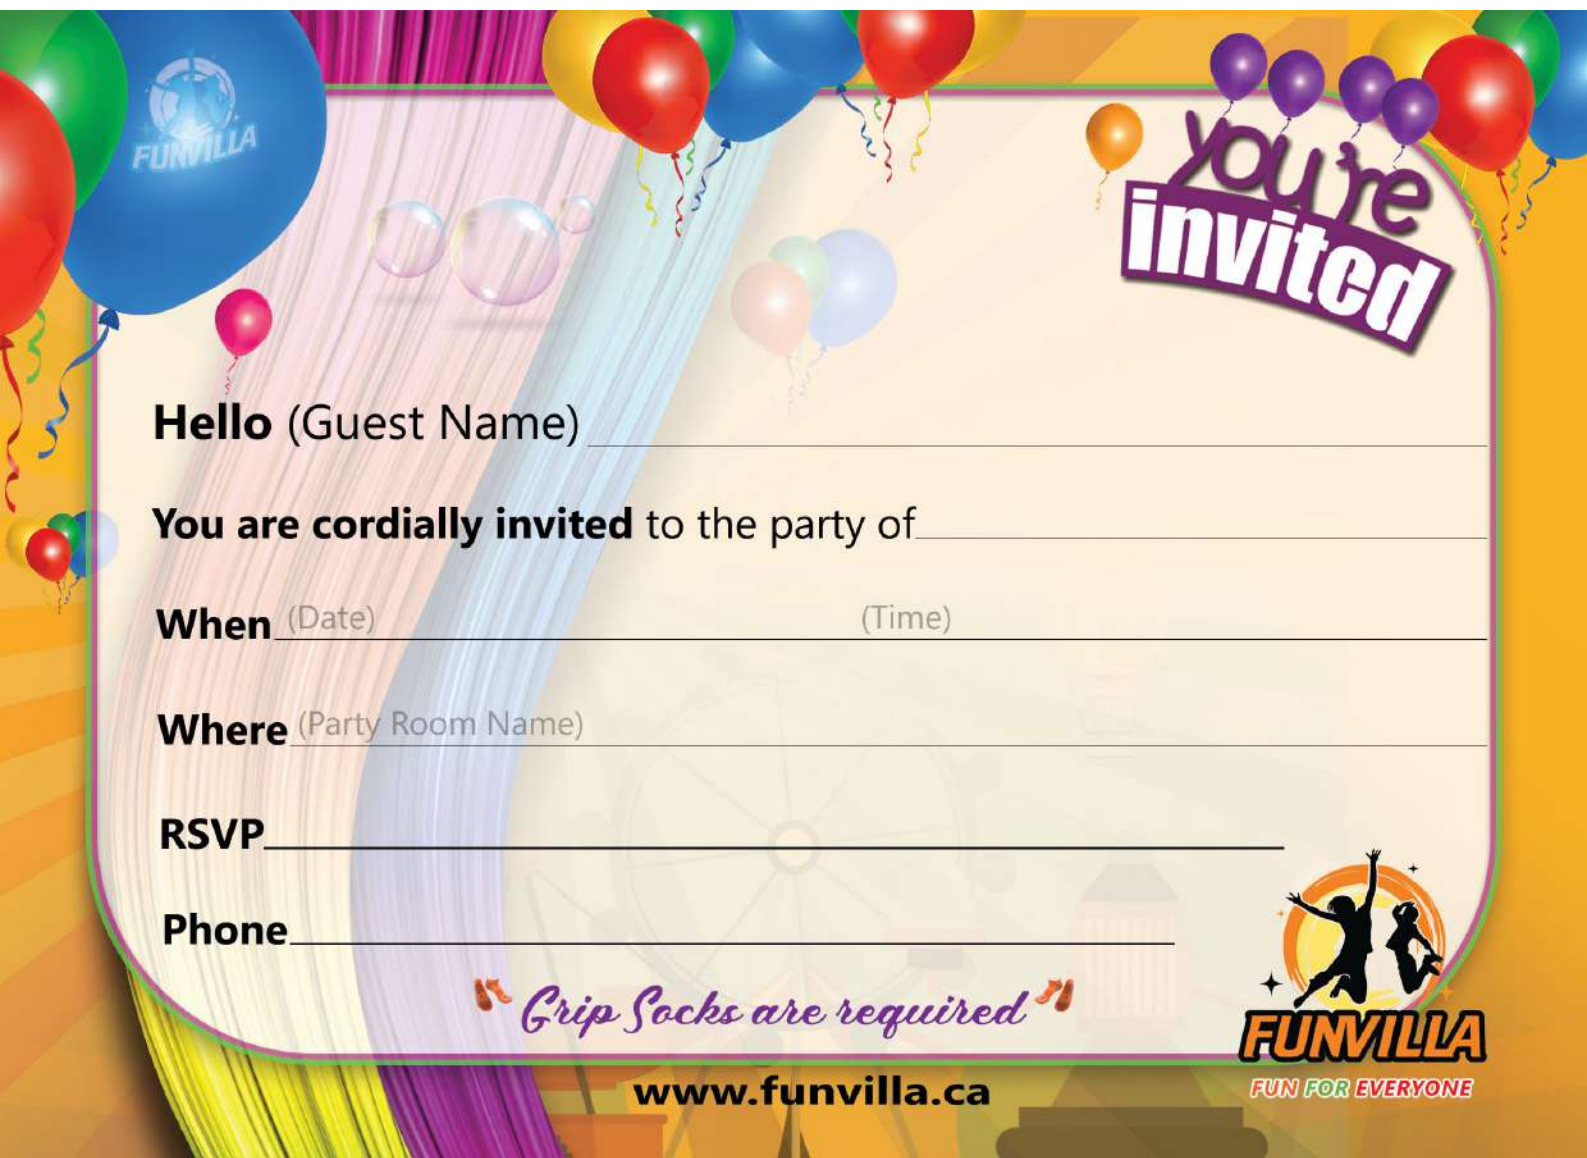 FUNVILLA
you're
invited
Hello (Guest Name)
You are cordially invited to the party of
When (Date) (Time)
Where (Party Room Name)
RSVP
Phone
Grip Socks are required
FUNVILLA
FUN FOR EVERYONE
www.funvilla.ca